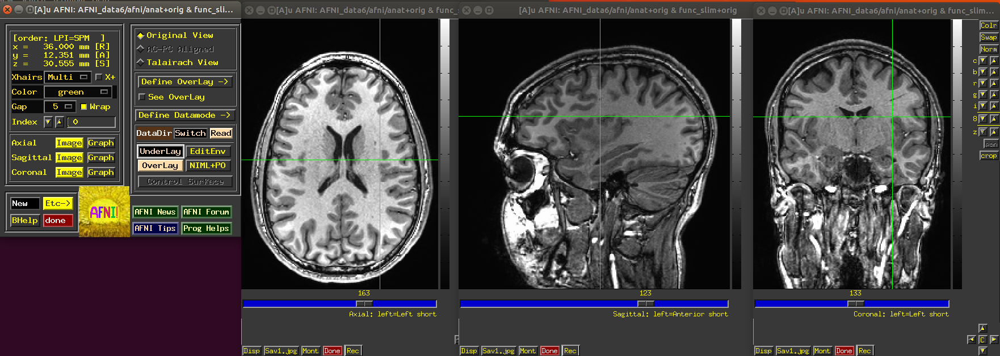 [A]u AFNI: AFNI_data6/afni/anat+orig & func_sli...
[order: LPI=SPM ]
x = 36.000 mm [R]
y = 12.351 mm [A]
z = 30.555 mm [S]
Xhairs Multi X+
Color green
Gap 5 Wrap
Index 0
Axial Image Graph
Sagittal Image Graph
Coronal Image Graph
New Etc->
BHelp done
AFNI!
Original View
AC-PC Aligned
Talairach View
Define OverLay ->
See OverLay
Define Datamode ->
DataDir Switch Read
UnderLay EditEnv
OverLay NIML+PO
Control Surface
AFNI News AFNI Forum
AFNI Tips Prog Helps
[A]u AFNI: AFNI_data6/afni/anat+orig & func_slim+
163
Axial: left=Left short
Disp Sav1.jpg Mont Done Rec
[A]u AFNI: AFNI_data6/afni/anat+orig & func_slim+orig
123
Sagittal: left=Anterior short
Disp Sav1.jpg Mont Done Rec
[A]u AFNI: AFNI_data6/afni/anat+orig & func_slim...
133
Coronal: left=Left short
Disp Sav1.jpg Mont Done Rec
Colr
Swap
Norm
c
b
r
g
i
8
z
pan
crop
C